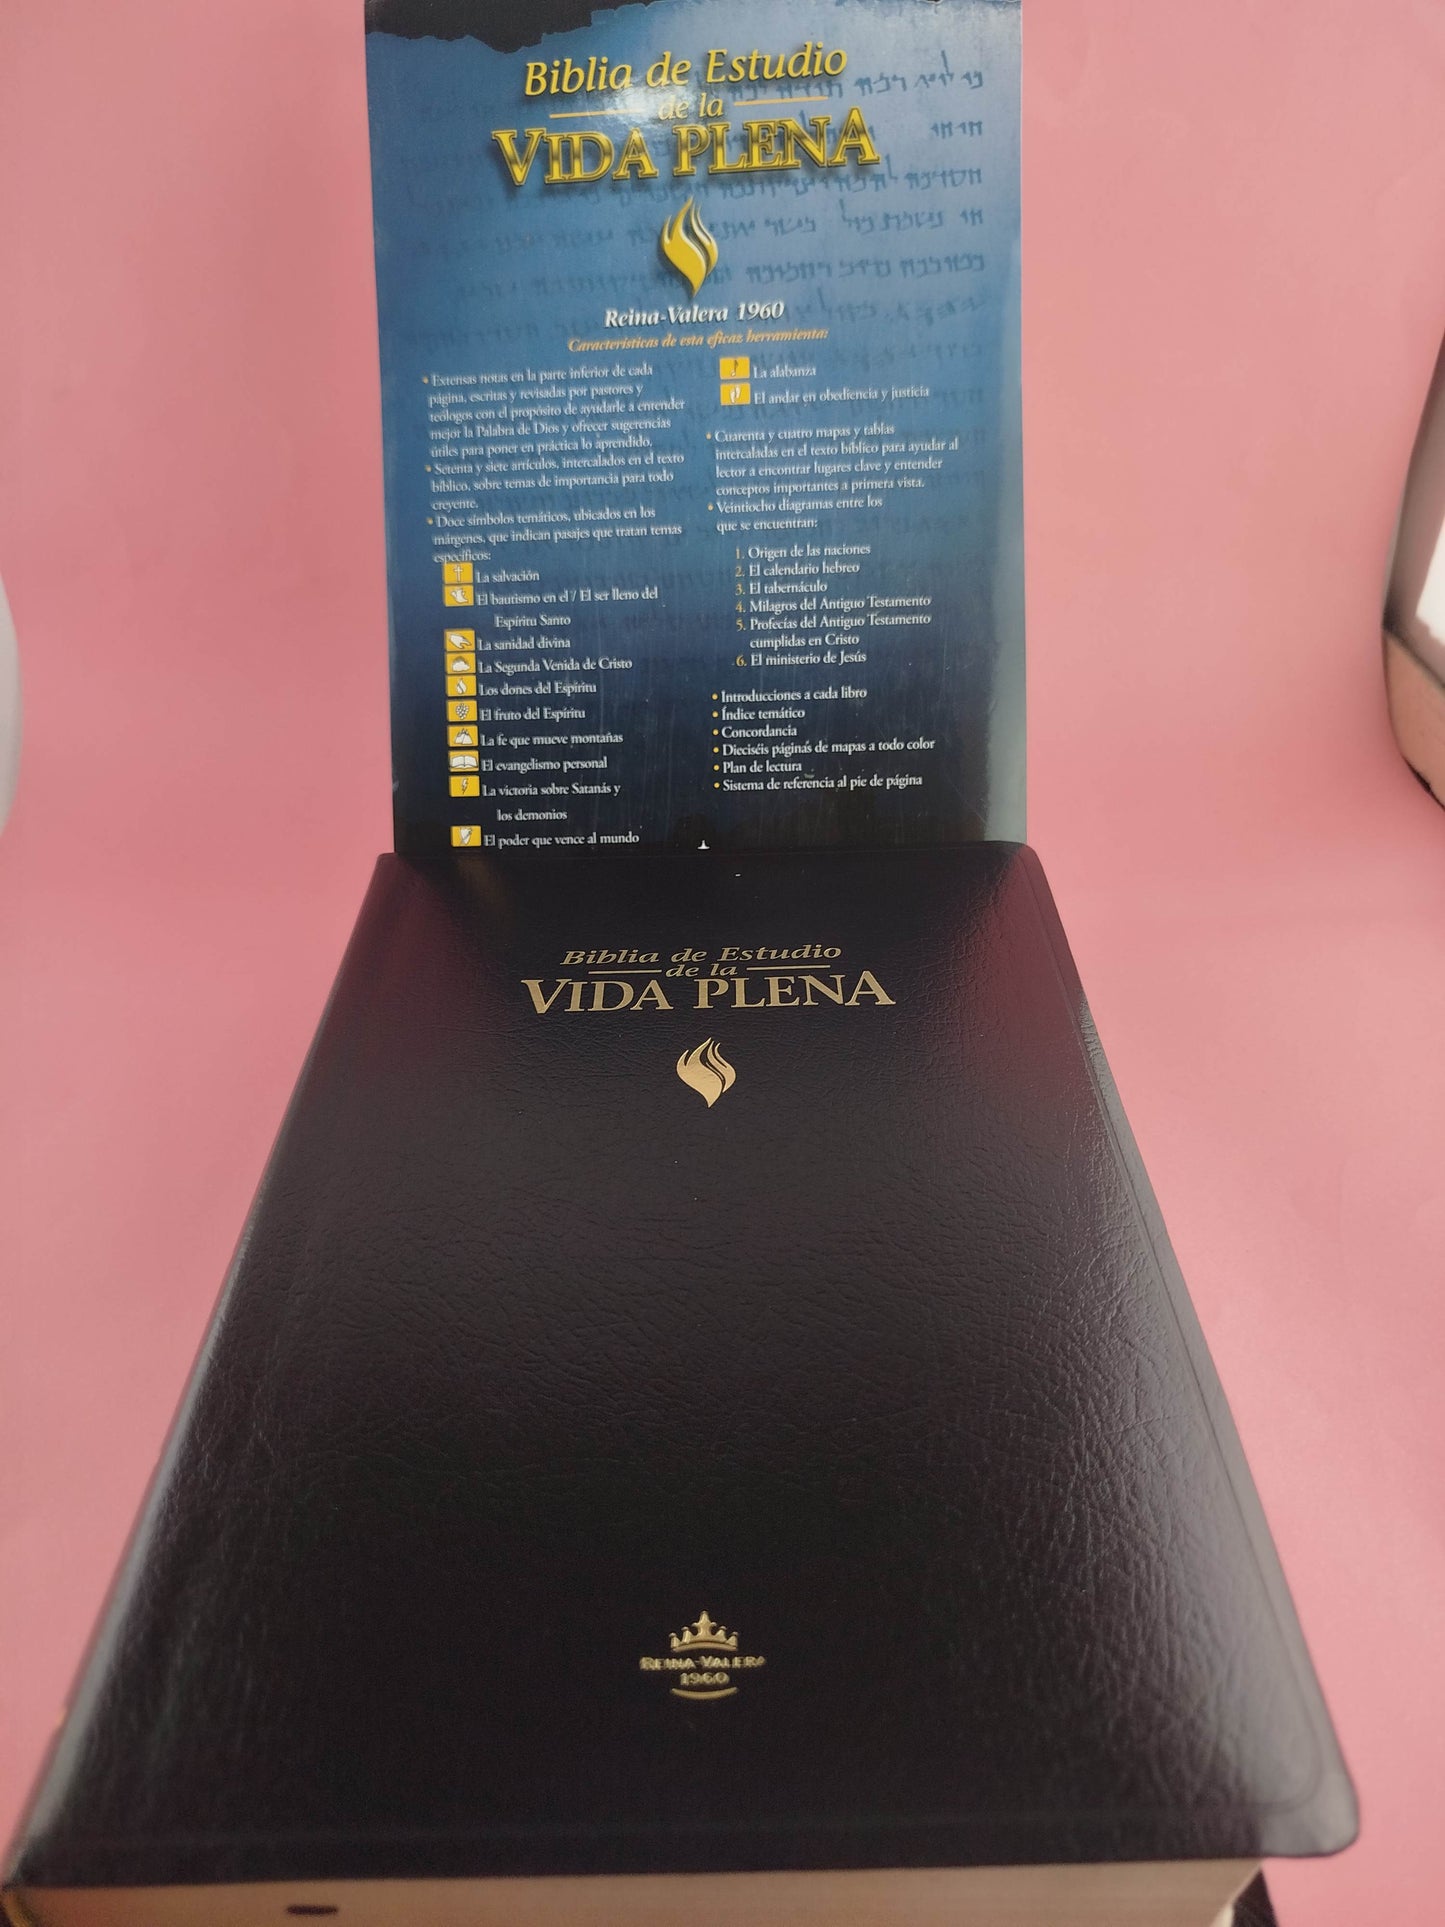 Biblia de Estudio
de la
VIDA PLENA
Reina-Valera 1960
Características de esta eficaz herramienta:
• Extensas notas en la parte inferior de cada
página, escritas y revisadas por pastores y
teólogos con el propósito de ayudarle a entender
mejor la Palabra de Dios y ofrecer sugerencias
útiles para poner en práctica lo aprendido.
• Setenta y siete artículos, intercalados en el texto
bíblico, sobre temas de importancia para todo
creyente.
• Doce símbolos temáticos, ubicados en los
márgenes, que indican pasajes que tratan temas
específicos:
La salvación
El bautismo en el / El ser lleno del
Espíritu Santo
La sanidad divina
La Segunda Venida de Cristo
Los dones del Espíritu
El fruto del Espíritu
La fe que mueve montañas
El evangelismo personal
La victoria sobre Satanás y
los demonios
El poder que vence al mundo
La alabanza
El andar en obediencia y justicia
• Cuarenta y cuatro mapas y tablas
intercaladas en el texto bíblico para ayudar al
lector a encontrar lugares clave y entender
conceptos importantes a primera vista.
• Veintiocho diagramas entre los
que se encuentran:
1. Origen de las naciones
2. El calendario hebreo
3. El tabernáculo
4. Milagros del Antiguo Testamento
5. Profecías del Antiguo Testamento
cumplidas en Cristo
6. El ministerio de Jesús
• Introducciones a cada libro
• Índice temático
• Concordancia
• Dieciséis páginas de mapas a todo color
• Plan de lectura
• Sistema de referencia al pie de página
Biblia de Estudio
de la
VIDA PLENA
REINA-VALERA
1960